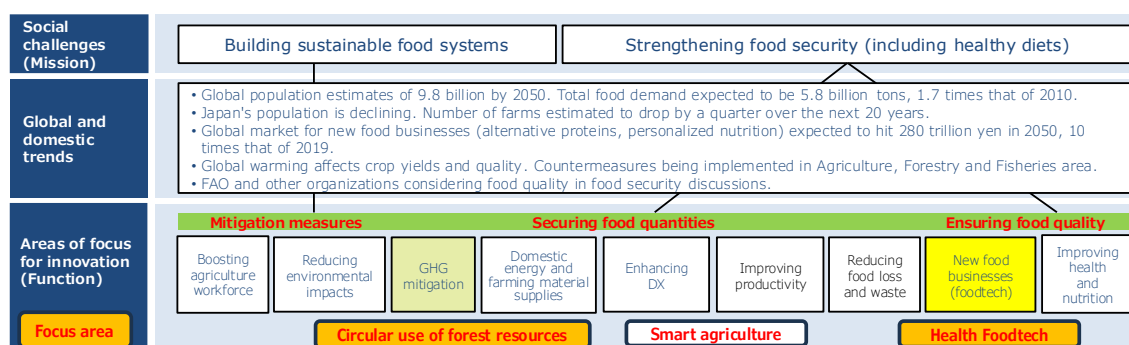 Social
challenges
(Mission)
Building sustainable food systems
Strengthening food security (including healthy diets)
Global and
domestic
trends
• Global population estimates of 9.8 billion by 2050. Total food demand expected to be 5.8 billion tons, 1.7 times that of 2010.
• Japan's population is declining. Number of farms estimated to drop by a quarter over the next 20 years.
• Global market for new food businesses (alternative proteins, personalized nutrition) expected to hit 280 trillion yen in 2050, 10
times that of 2019.
• Global warming affects crop yields and quality. Countermeasures being implemented in Agriculture, Forestry and Fisheries area.
• FAO and other organizations considering food quality in food security discussions.
Areas of focus
for innovation
(Function)
Mitigation measures
Securing food quantities
Ensuring food quality
Boosting
agriculture
workforce
Reducing
environmental
impacts
GHG
mitigation
Domestic
energy and
farming material
supplies
Enhancing
DX
Improving
productivity
Reducing
food loss
and waste
New food
businesses
(foodtech)
Improving
health
and
nutrition
Focus area
Circular use of forest resources
Smart agriculture
Health Foodtech